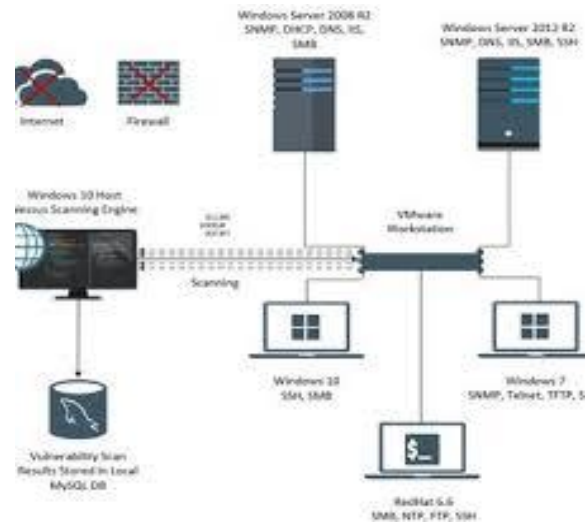 Windows Server 2008 R2
SNMP, DHCP, DNS, IIS,
SMB
Windows Server 2012 R2
SNMP, DNS, IIS, SMB, SSH
Internet
Firewall
Windows 10 Host
essus Scanning Engine
VMware
Workstation
Scanning
Windows 10
SSH, SMB
Windows 7
SNMP, Telnet, TFTP, S
$_
Vulnerability Scan
Results Stored In Local
MySQL DB
RedHat 6.6
SMB, NTP, FTP, SSH